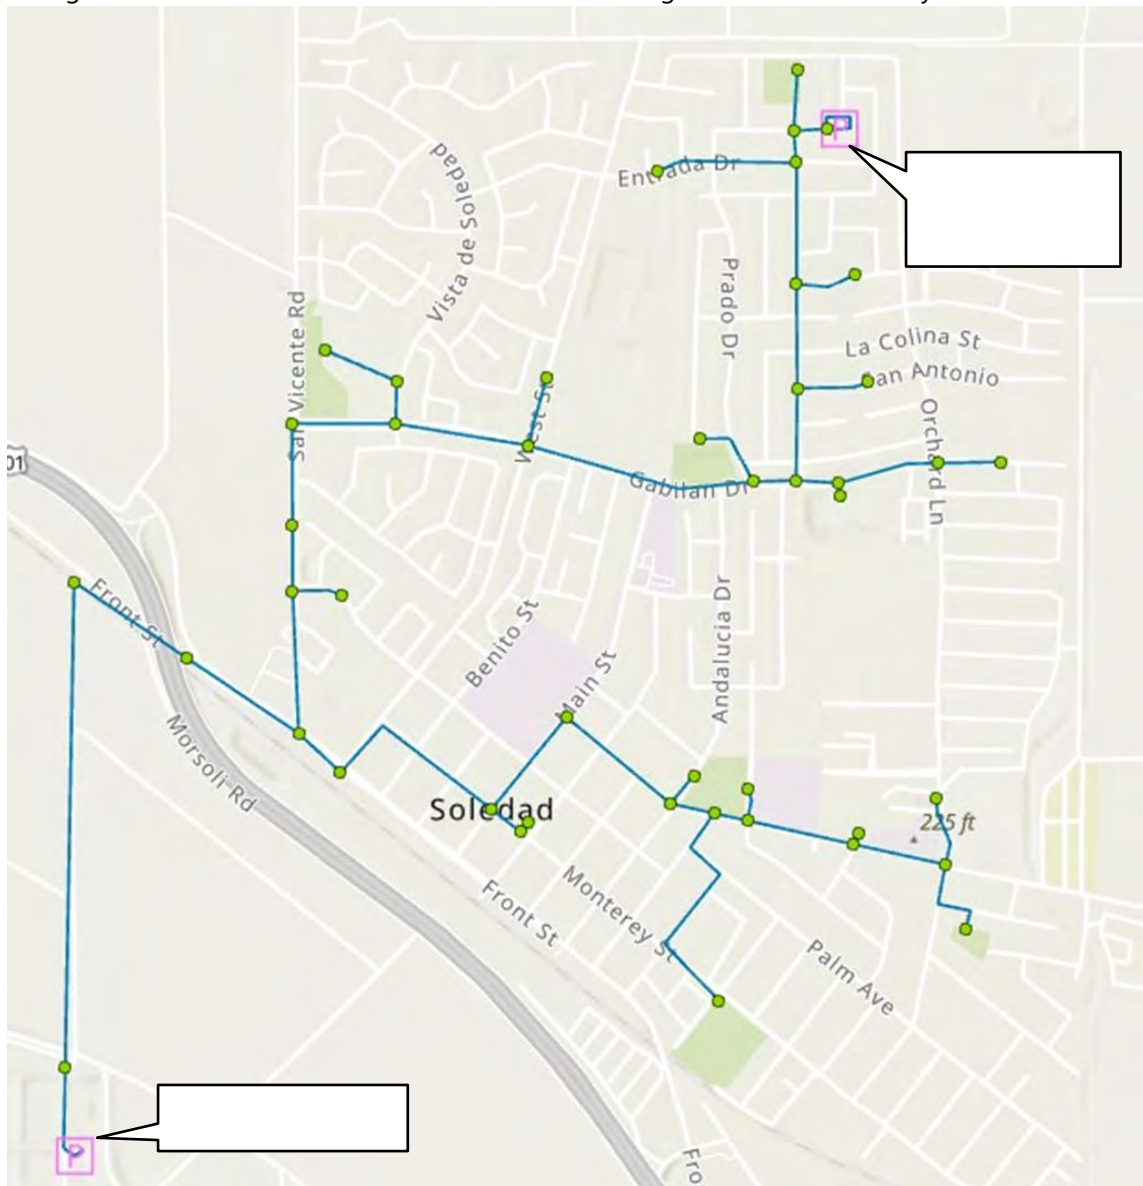 P
Entrada Dr
Vista de Soledad
Prado Dr
San Vicente Rd
La Colina St
San Antonio
West St
Orchard Ln
01
Gabilan Dr
Front St
Benito St
Andalucia Dr
Main St
Morsoli Rd
Soledad
225 ft
Front St
Monterey St
Palm Ave
P
Fro